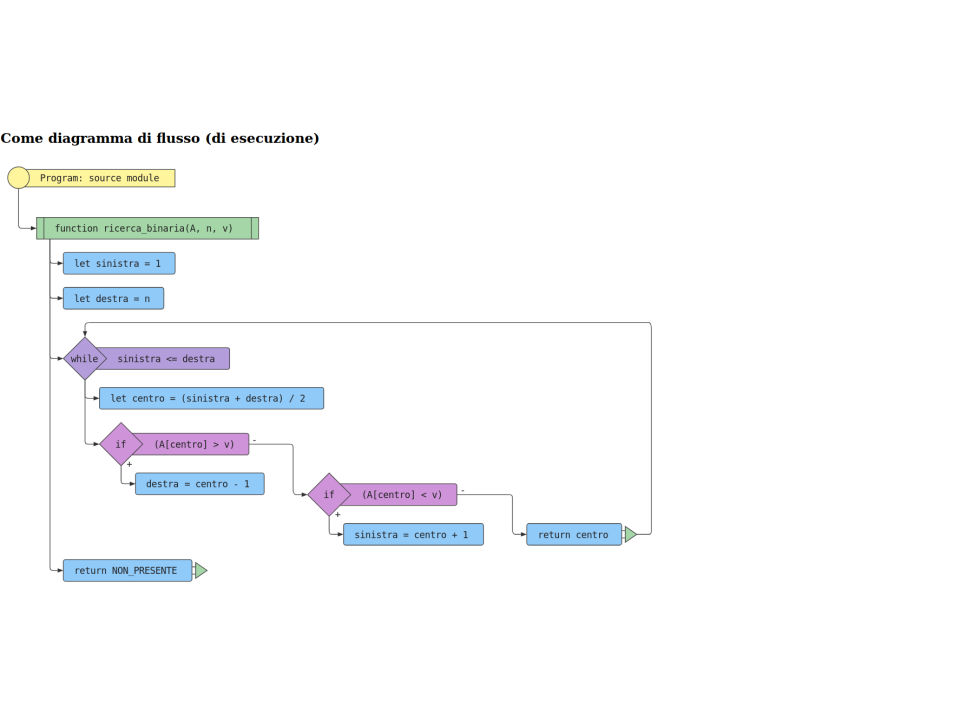 Come diagramma di flusso (di esecuzione)
Program: source module
function ricerca_binaria(A, n, v)
let sinistra = 1
let destra = n
while sinistra <= destra
let centro = (sinistra + destra) / 2
if (A[centro] > v) -
+
destra = centro - 1
if (A[centro] < v) -
+
sinistra = centro + 1
return centro
return NON_PRESENTE